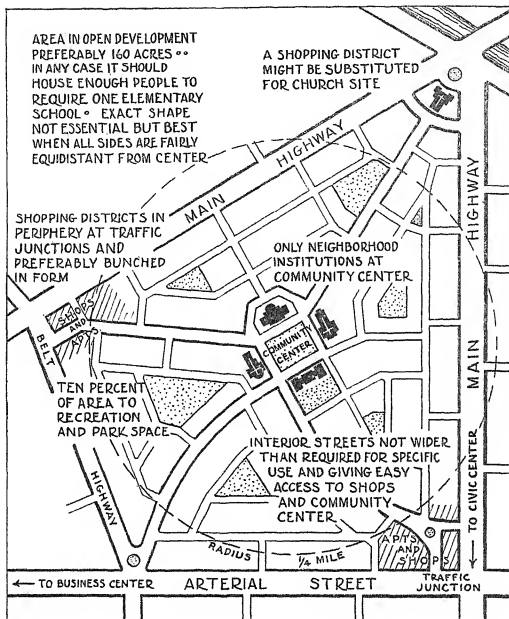 AREA IN OPEN DEVELOPMENT
PREFERABLY 160 ACRES • •
IN ANY CASE IT SHOULD
HOUSE ENOUGH PEOPLE TO
REQUIRE ONE ELEMENTARY
SCHOOL • EXACT SHAPE
NOT ESSENTIAL BUT BEST
WHEN ALL SIDES ARE FAIRLY
EQUIDISTANT FROM CENTER
A SHOPPING DISTRICT
MIGHT BE SUBSTITUTED
FOR CHURCH SITE
MAIN HIGHWAY
HIGHWAY
MAIN
SHOPPING DISTRICTS IN
PERIPHERY AT TRAFFIC
JUNCTIONS AND
PREFERABLY BUNCHED
IN FORM
ONLY NEIGHBORHOOD
INSTITUTIONS AT
COMMUNITY CENTER
SHOPS
AND
APTS
COMMUNITY
CENTER
BELT
HIGHWAY
TEN PERCENT
OF AREA TO
RECREATION
AND PARK SPACE
INTERIOR STREETS NOT WIDER
THAN REQUIRED FOR SPECIFIC
USE AND GIVING EASY
ACCESS TO SHOPS
AND COMMUNITY
CENTER
TO CIVIC CENTER
APTS
AND
SHOPS
RADIUS 1/4 MILE
TRAFFIC
JUNCTION
← TO BUSINESS CENTER
ARTERIAL STREET